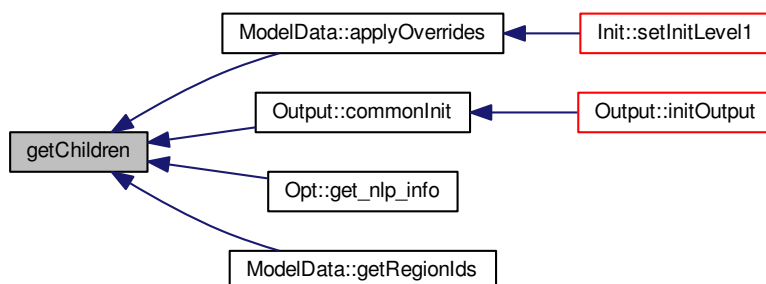 ModelData::applyOverrides
Init::setInitLevel1
Output::commonInit
Output::initOutput
getChildren
Opt::get_nlp_info
ModelData::getRegionIds